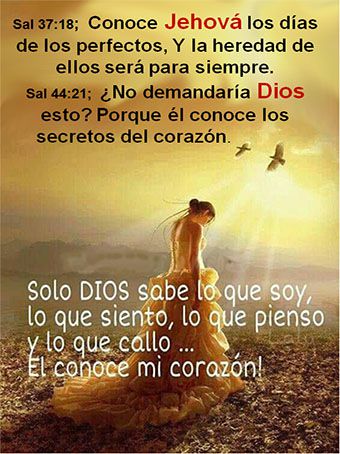 Sal 37:18; Conoce Jehová los días
de los perfectos, Y la heredad de
ellos será para siempre.
Sal 44:21; ¿No demandaría Dios
esto? Porque él conoce los
secretos del corazón.
Solo DIOS sabe lo que soy,
lo que siento, lo que pienso
y lo que callo ...
El conoce mi corazón!